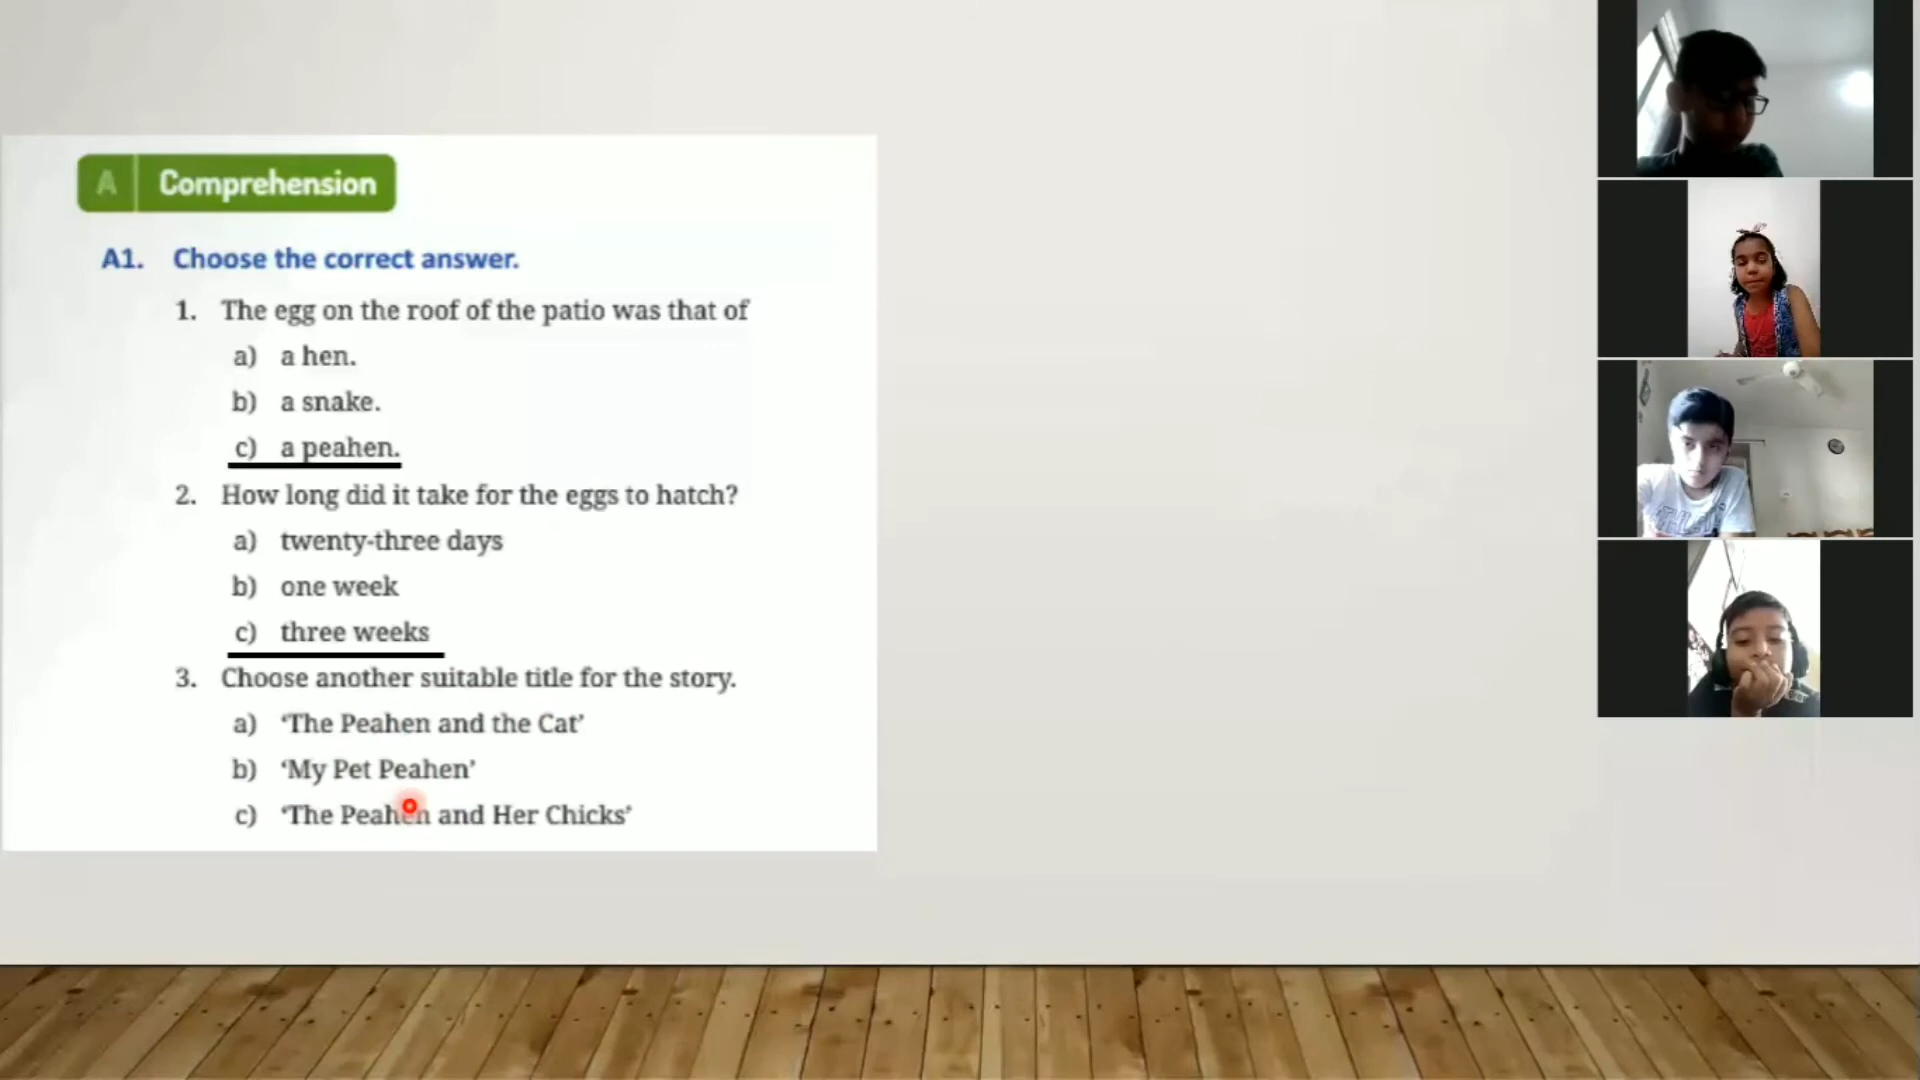 A Comprehension
A1. Choose the correct answer.
1. The egg on the roof of the patio was that of
a) a hen.
b) a snake.
c) a peahen.
2. How long did it take for the eggs to hatch?
a) twenty-three days
b) one week
c) three weeks
3. Choose another suitable title for the story.
a) ‘The Peahen and the Cat’
b) ‘My Pet Peahen’
c) ‘The Peahen and Her Chicks’